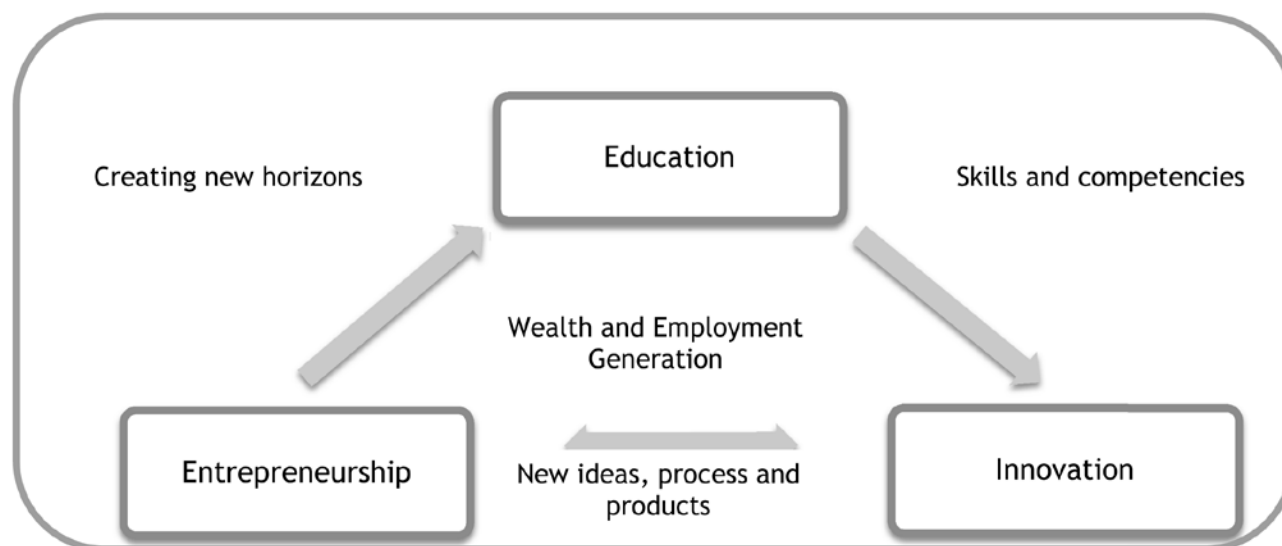 Education
Creating new horizons
Skills and competencies
Wealth and Employment
Generation
Entrepreneurship
New ideas, process and
products
Innovation